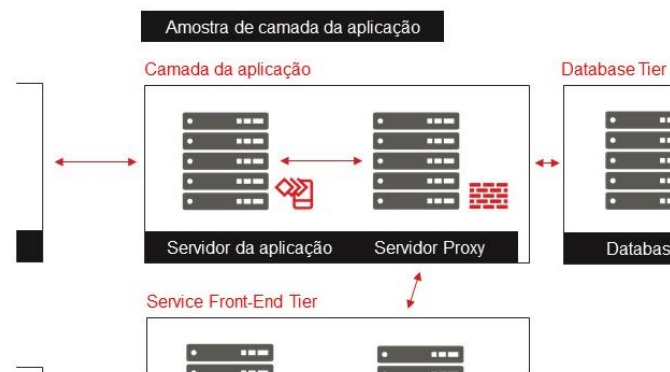 Amostra de camada da aplicação
Camada da aplicação
Database Tier
Servidor da aplicação
Servidor Proxy
Service Front-End Tier